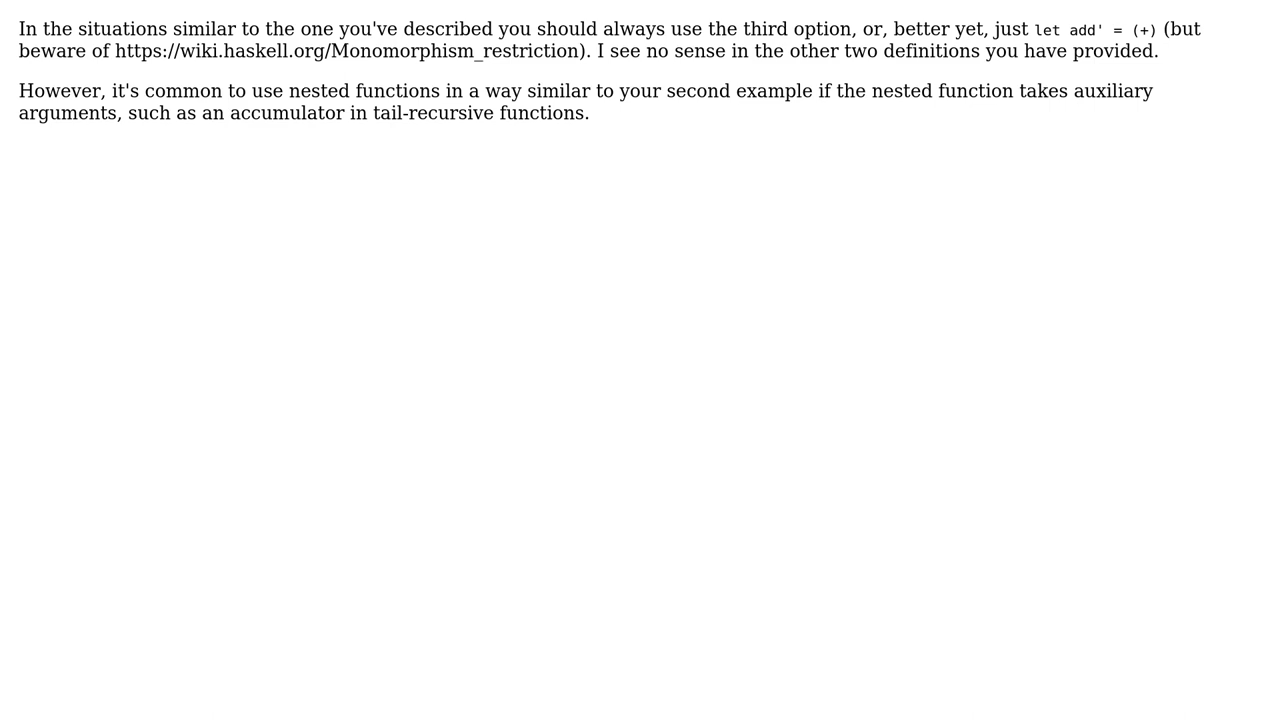 In the situations similar to the one you've described you should always use the third option, or, better yet, just let add' = (+) (but
beware of https://wiki.haskell.org/Monomorphism_restriction). I see no sense in the other two definitions you have provided.
However, it's common to use nested functions in a way similar to your second example if the nested function takes auxiliary
arguments, such as an accumulator in tail-recursive functions.